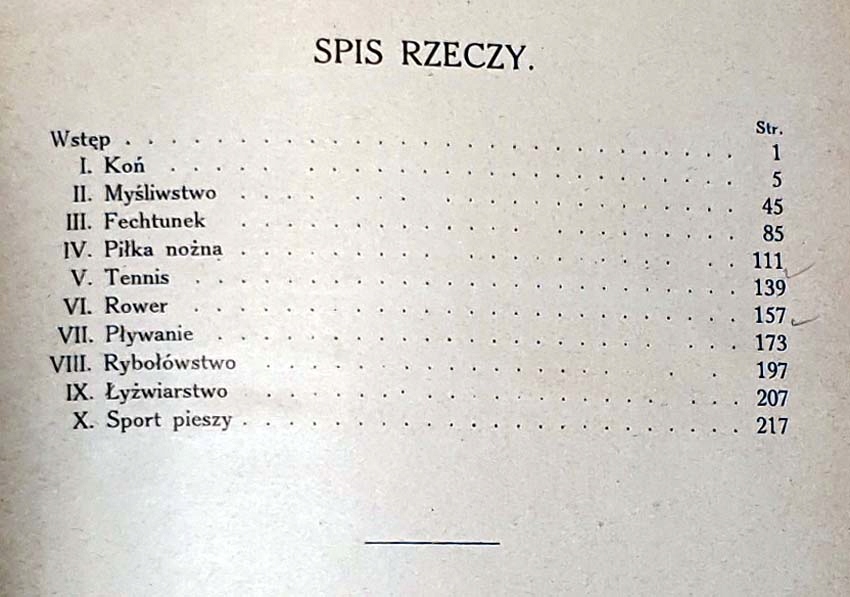 SPIS RZECZY.
Str.
Wstęp . . . . . . . . . . . . . . . . . . . . . . . . . . . 1
I. Koń . . . . . . . . . . . . . . . . . . . . . . . . . 5
II. Myśliwstwo . . . . . . . . . . . . . . . . . . . . . 45
III. Fechtunek . . . . . . . . . . . . . . . . . . . . . 85
IV. Piłka nożna . . . . . . . . . . . . . . . . . . . . 111
V. Tennis . . . . . . . . . . . . . . . . . . . . . . . 139
VI. Rower . . . . . . . . . . . . . . . . . . . . . . . 157
VII. Pływanie . . . . . . . . . . . . . . . . . . . . . . 173
VIII. Rybołówstwo . . . . . . . . . . . . . . . . . . . 197
IX. Łyżwiarstwo . . . . . . . . . . . . . . . . . . . . 207
X. Sport pieszy . . . . . . . . . . . . . . . . . . . . 217